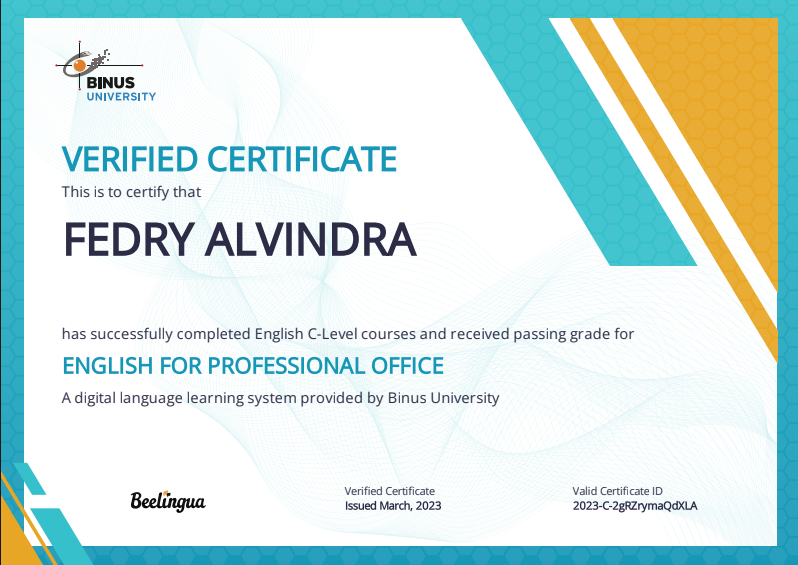 BINUS
UNIVERSITY
VERIFIED CERTIFICATE
This is to certify that
FEDRY ALVINDRA
has successfully completed English C-Level courses and received passing grade for
ENGLISH FOR PROFESSIONAL OFFICE
A digital language learning system provided by Binus University
Beelingua
Verified Certificate
Issued March, 2023
Valid Certificate ID
2023-C-2gRZrymaQdXLA